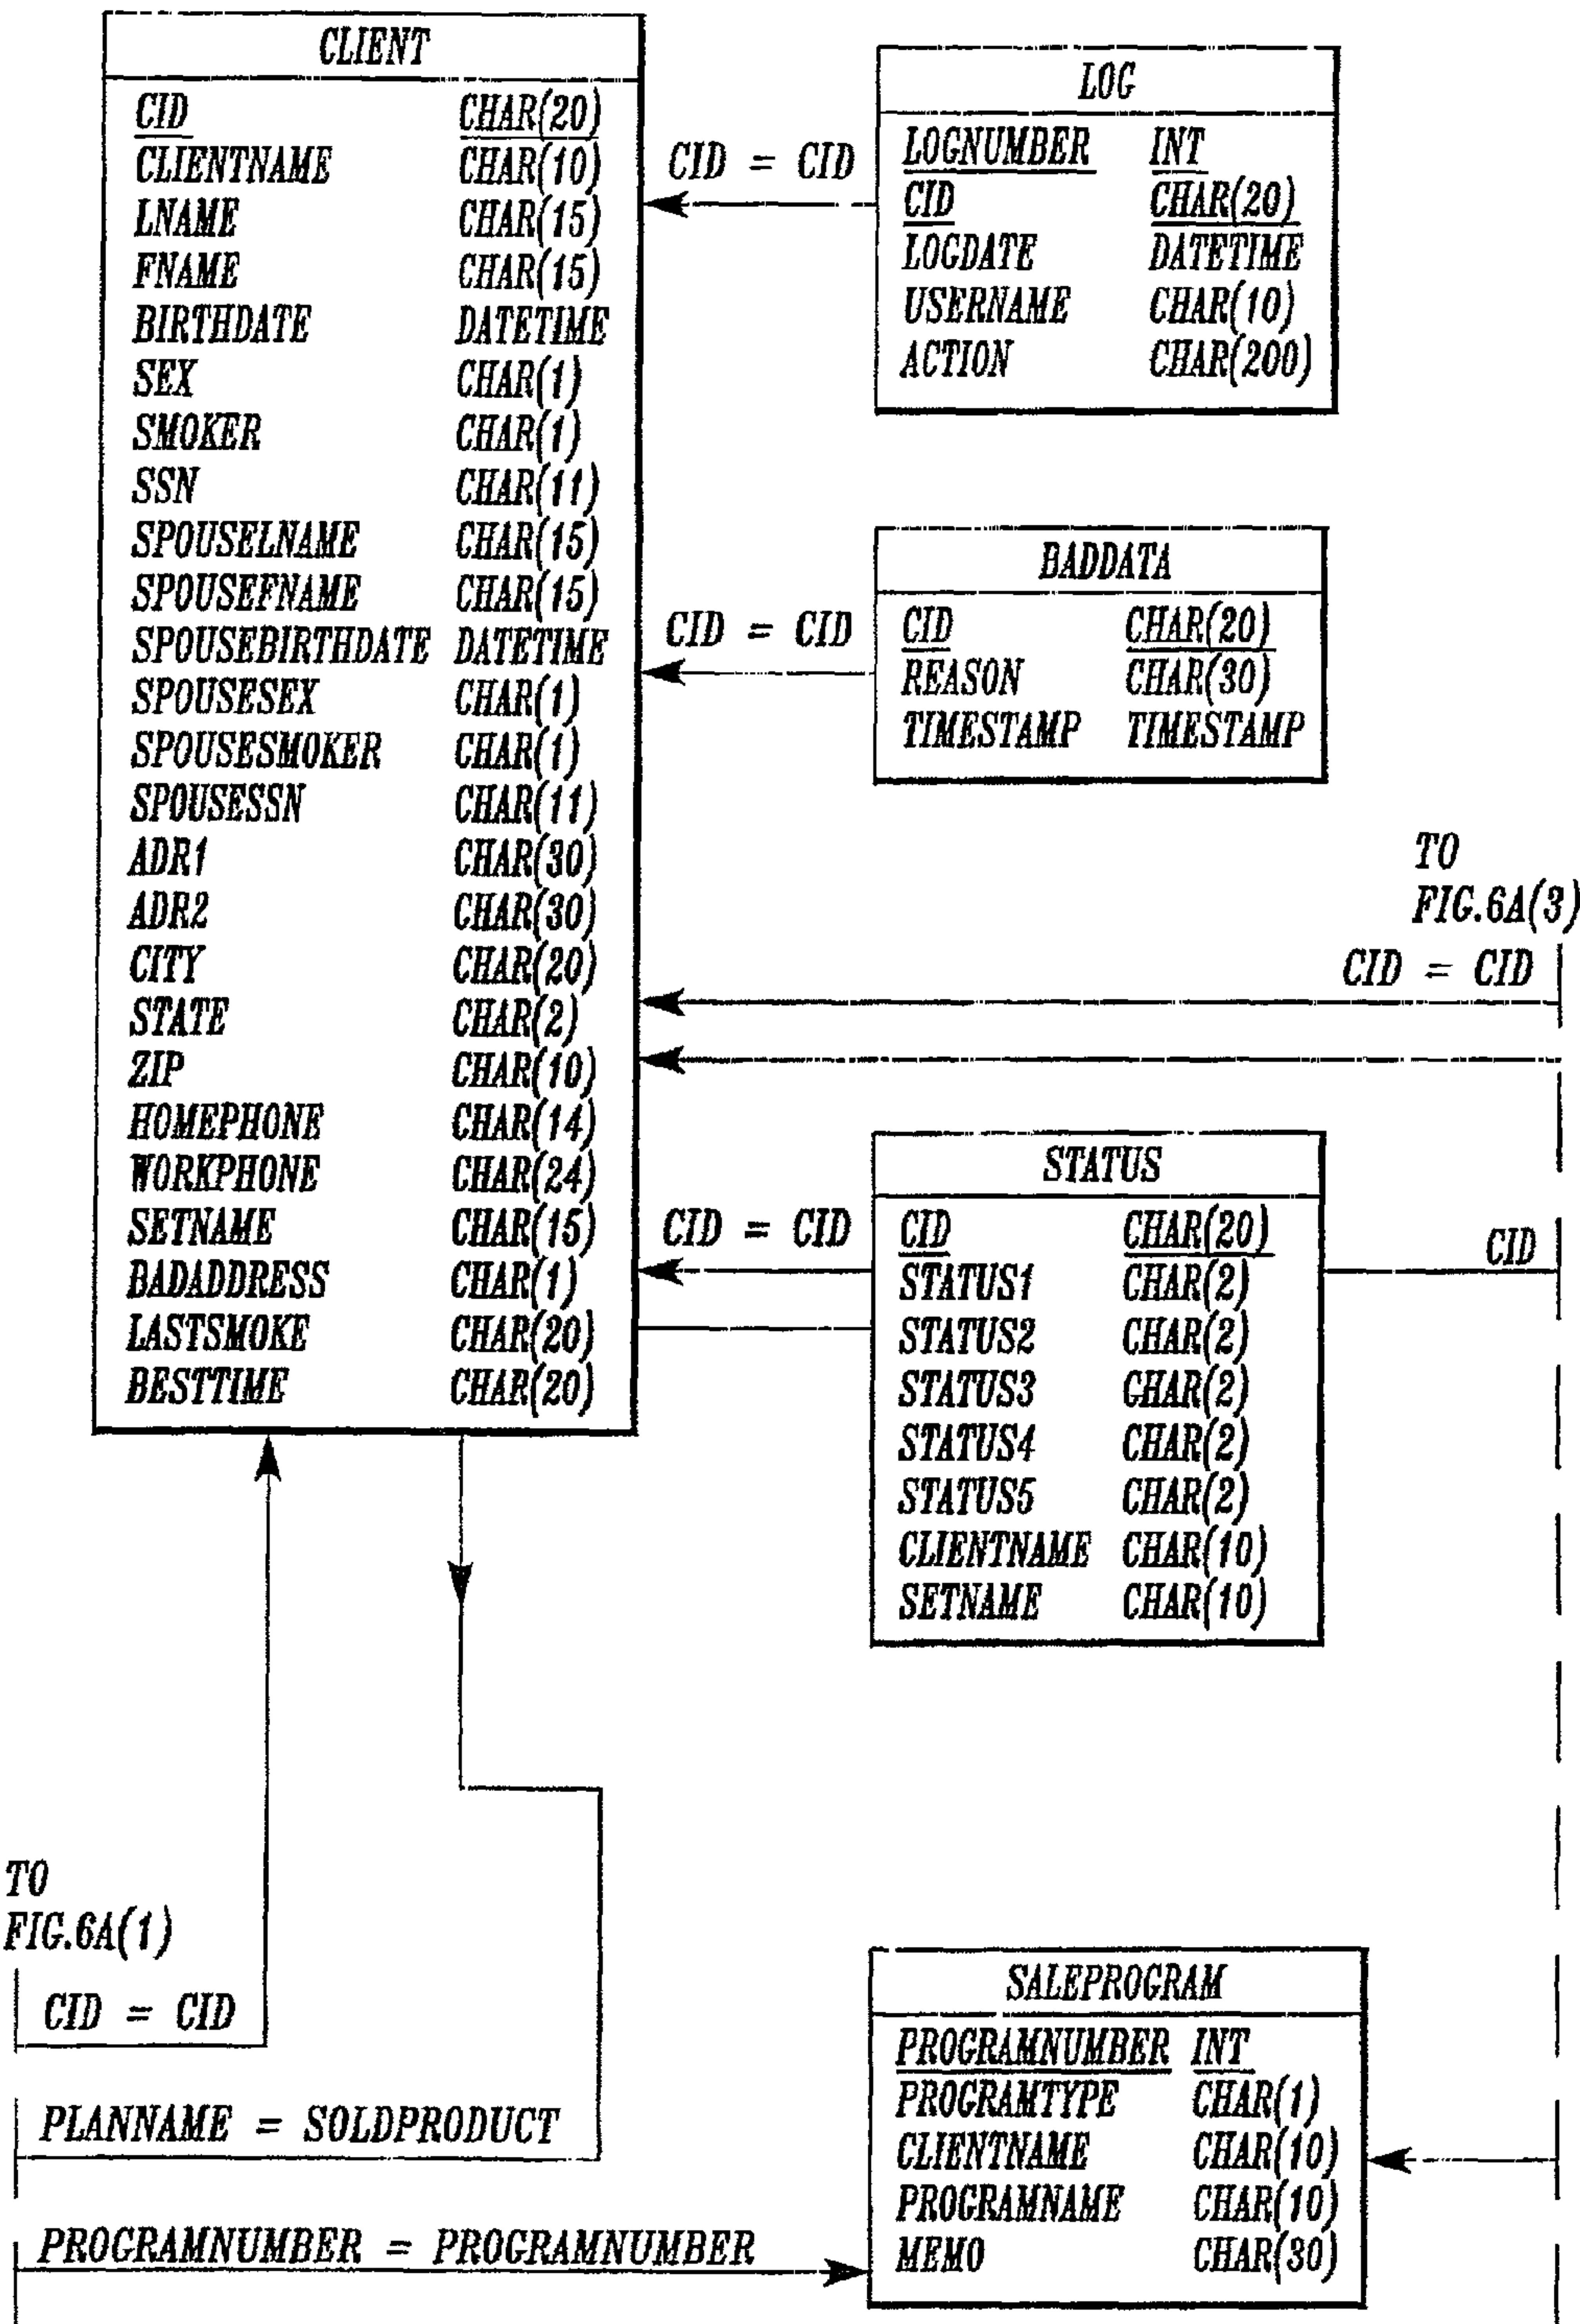 CLIENT
CID CHAR(20)
CLIENTNAME CHAR(10)
LNAME CHAR(15)
FNAME CHAR(15)
BIRTHDATE DATETIME
SEX CHAR(1)
SMOKER CHAR(1)
SSN CHAR(11)
SPOUSELNAME CHAR(15)
SPOUSEFNAME CHAR(15)
SPOUSEBIRTHDATE DATETIME
SPOUSESEX CHAR(1)
SPOUSESMOKER CHAR(1)
SPOUSESSN CHAR(11)
ADR1 CHAR(30)
ADR2 CHAR(30)
CITY CHAR(20)
STATE CHAR(2)
ZIP CHAR(10)
HOMEPHONE CHAR(14)
WORKPHONE CHAR(24)
SETNAME CHAR(15)
BADADDRESS CHAR(1)
LASTSMOKE CHAR(20)
BESTTIME CHAR(20)
CID = CID
LOG
LOGNUMBER INT
CID CHAR(20)
LOGDATE DATETIME
USERNAME CHAR(10)
ACTION CHAR(200)
CID = CID
BADDATA
CID CHAR(20)
REASON CHAR(30)
TIMESTAMP TIMESTAMP
TO
FIG.6A(3)
CID = CID
CID = CID
STATUS
CID CHAR(20)
STATUS1 CHAR(2)
STATUS2 CHAR(2)
STATUS3 CHAR(2)
STATUS4 CHAR(2)
STATUS5 CHAR(2)
CLIENTNAME CHAR(10)
SETNAME CHAR(10)
CID
TO
FIG.6A(1)
CID = CID
PLANNAME = SOLDPRODUCT
PROGRAMNUMBER = PROGRAMNUMBER
SALEPROGRAM
PROGRAMNUMBER INT
PROGRAMTYPE CHAR(1)
CLIENTNAME CHAR(10)
PROGRAMNAME CHAR(10)
MEMO CHAR(30)